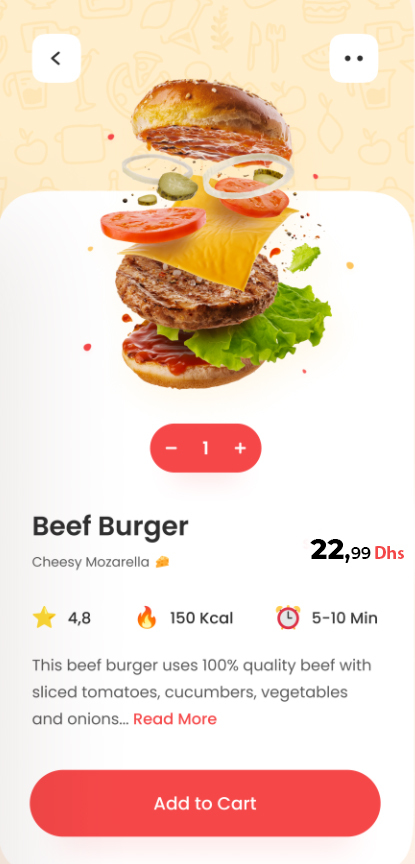 − 1 +
Beef Burger
22,99 Dhs
Cheesy Mozarella
4,8
150 Kcal
5-10 Min
This beef burger uses 100% quality beef with
sliced tomatoes, cucumbers, vegetables
and onions... Read More
Add to Cart